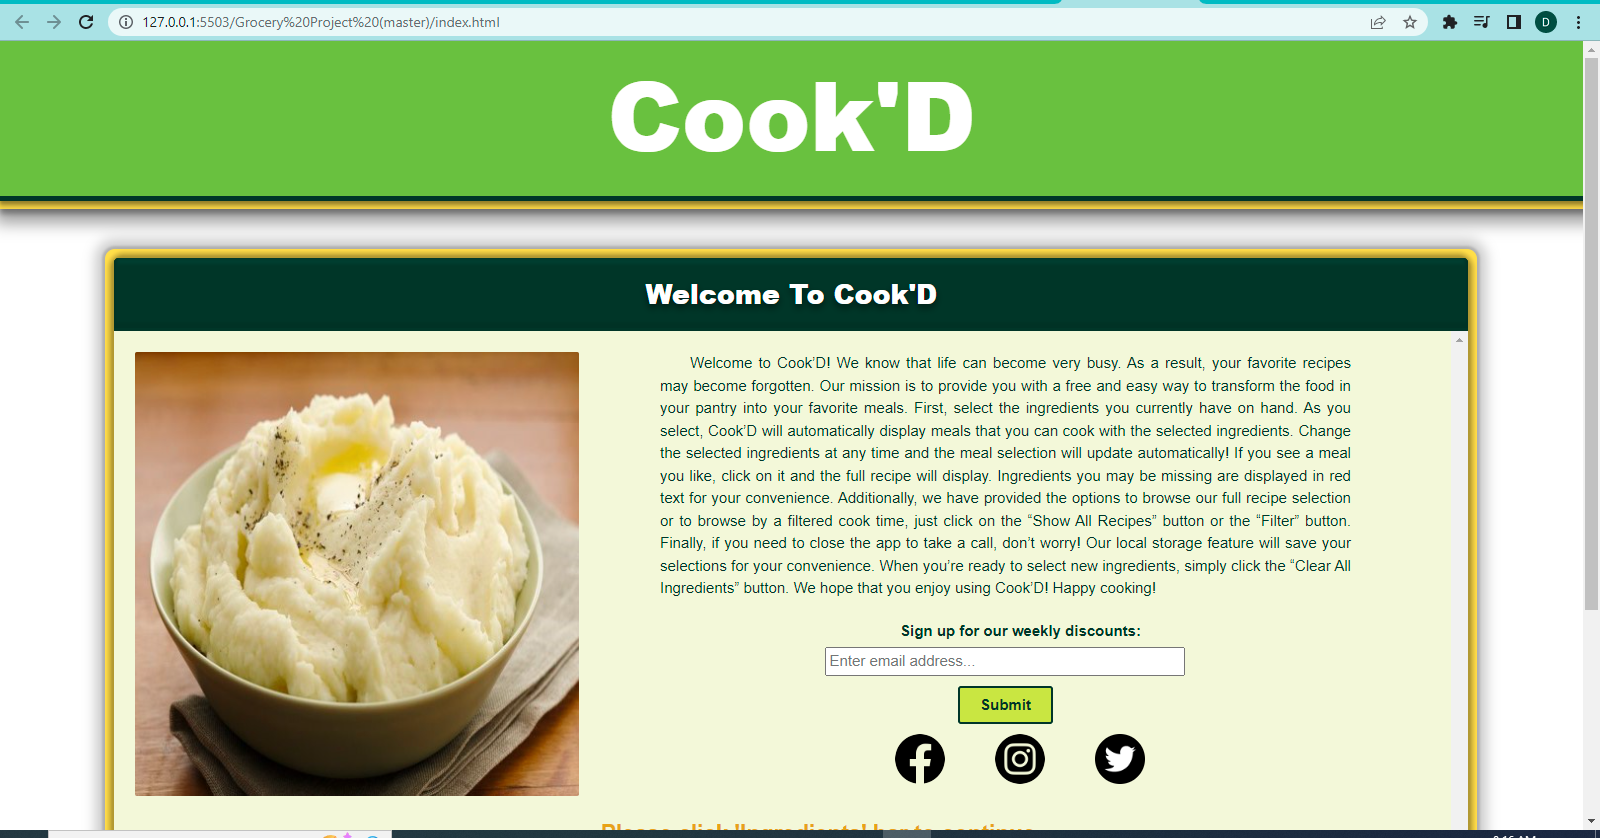 127.0.0.1:5503/Grocery%20Project%20(master)/index.html
D
Cook'D
Welcome To Cook'D
Welcome to Cook’D! We know that life can become very busy. As a result, your favorite recipes
may become forgotten. Our mission is to provide you with a free and easy way to transform the food in
your pantry into your favorite meals. First, select the ingredients you currently have on hand. As you
select, Cook’D will automatically display meals that you can cook with the selected ingredients. Change
the selected ingredients at any time and the meal selection will update automatically! If you see a meal
you like, click on it and the full recipe will display. Ingredients you may be missing are displayed in red
text for your convenience. Additionally, we have provided the options to browse our full recipe selection
or to browse by a filtered cook time, just click on the “Show All Recipes” button or the “Filter” button.
Finally, if you need to close the app to take a call, don’t worry! Our local storage feature will save your
selections for your convenience. When you’re ready to select new ingredients, simply click the “Clear All
Ingredients” button. We hope that you enjoy using Cook’D! Happy cooking!
Sign up for our weekly discounts:
Enter email address...
Submit
Please click 'Ingredients' bar to continue